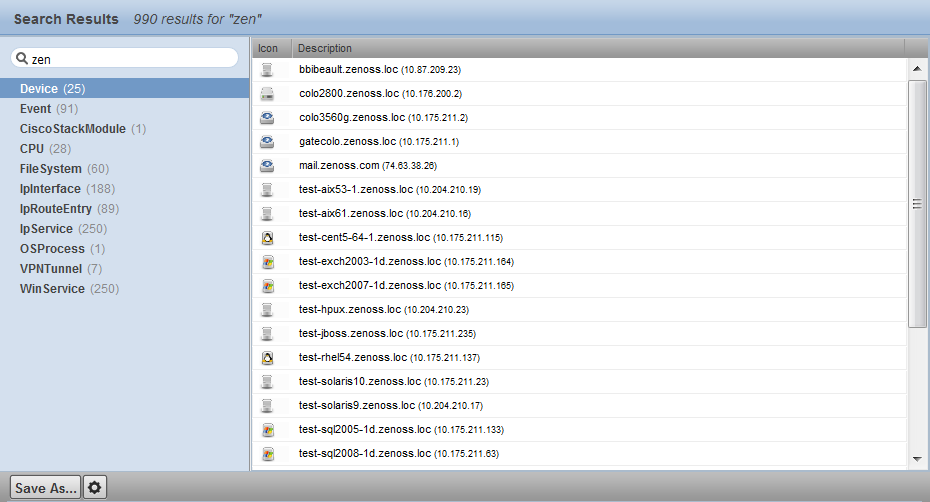 Search Results 990 results for "zen"
zen
Device (25)
Event (91)
CiscoStackModule (1)
CPU (28)
FileSystem (60)
IpInterface (188)
IpRouteEntry (89)
IpService (250)
OSProcess (1)
VPNTunnel (7)
WinService (250)
Icon Description
bbibeault.zenoss.loc (10.87.209.23)
colo2800.zenoss.loc (10.176.200.2)
colo3560g.zenoss.loc (10.175.211.2)
gatecolo.zenoss.loc (10.175.211.1)
mail.zenoss.com (74.63.38.26)
test-aix53-1.zenoss.loc (10.204.210.19)
test-aix61.zenoss.loc (10.204.210.16)
test-cent5-64-1.zenoss.loc (10.175.211.115)
test-exch2003-1d.zenoss.loc (10.175.211.164)
test-exch2007-1d.zenoss.loc (10.175.211.165)
test-hpux.zenoss.loc (10.204.210.23)
test-jboss.zenoss.loc (10.175.211.235)
test-rhel54.zenoss.loc (10.175.211.137)
test-solaris10.zenoss.loc (10.175.211.23)
test-solaris9.zenoss.loc (10.204.210.17)
test-sql2005-1d.zenoss.loc (10.175.211.133)
test-sql2008-1d.zenoss.loc (10.175.211.63)
Save As...